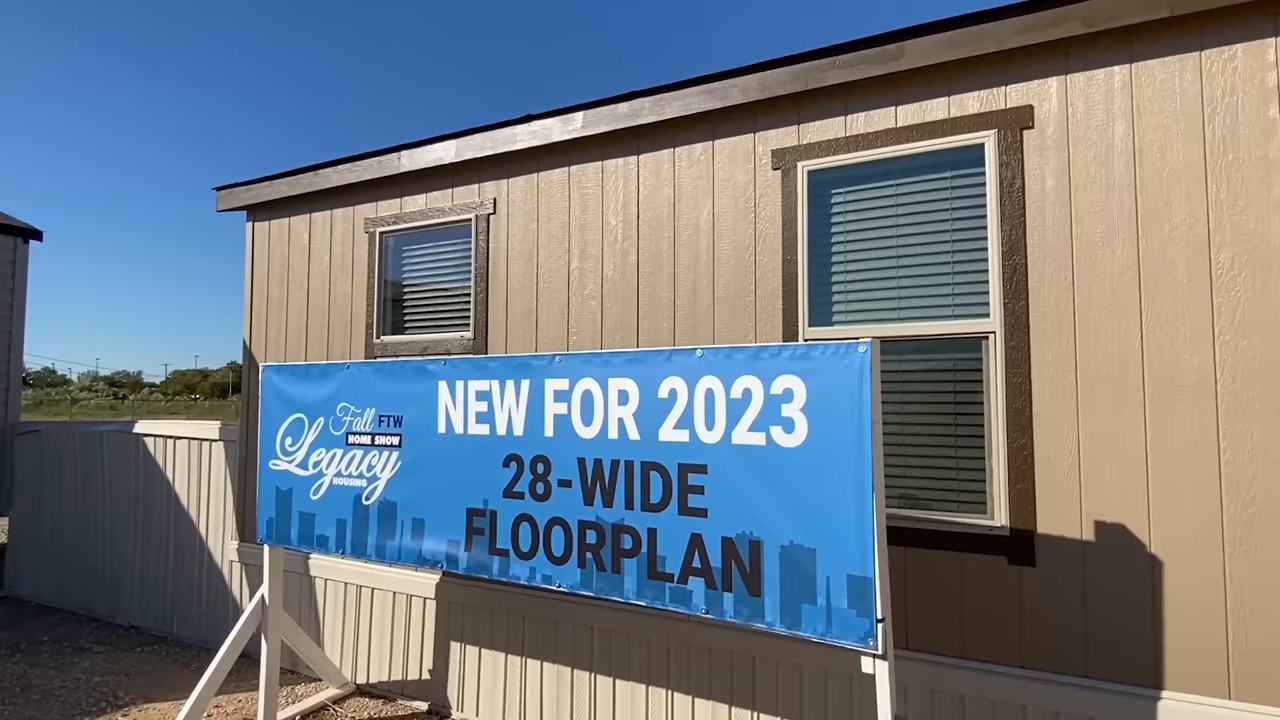 Fall FTW
HOME SHOW
Legacy
HOUSING
NEW FOR 2023
28-WIDE
FLOORPLAN